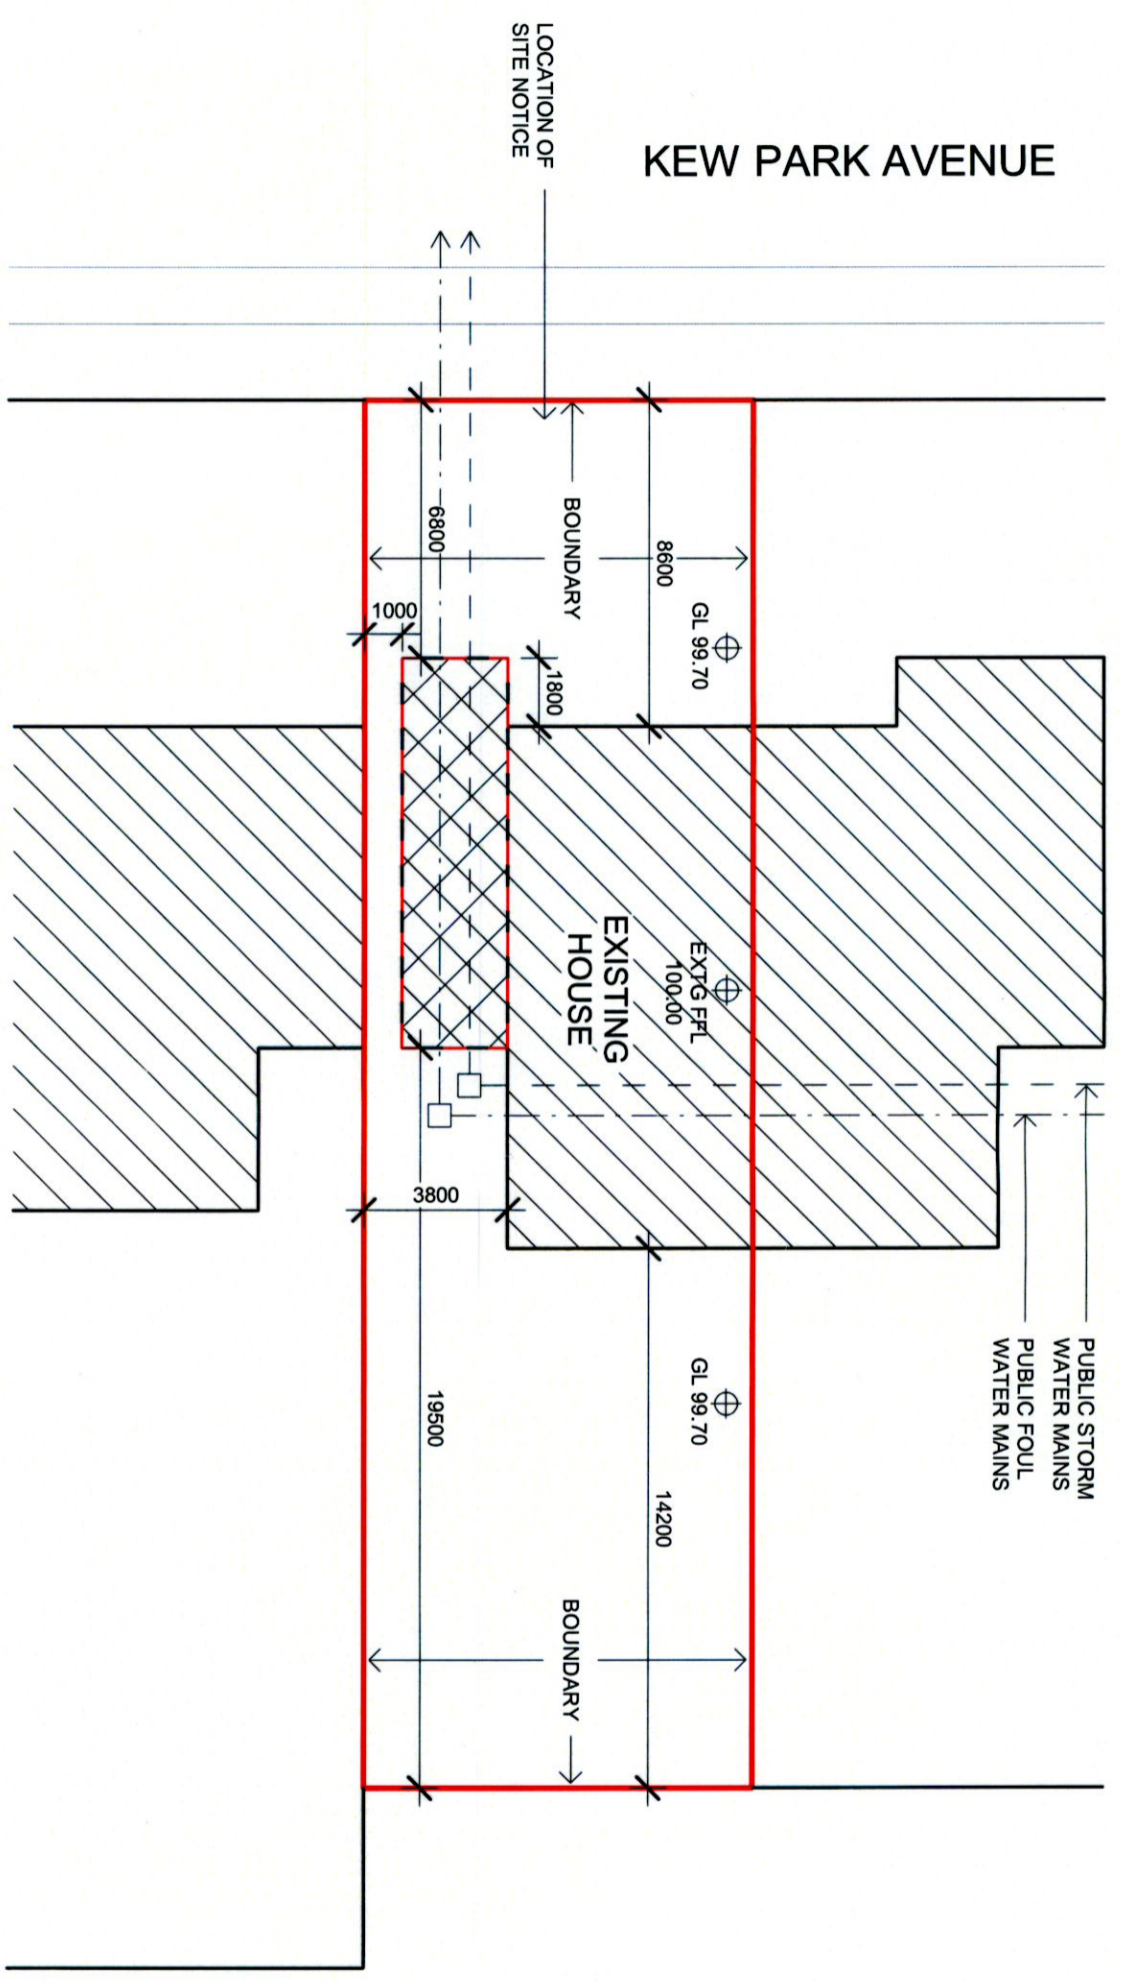 KEW PARK AVENUE
LOCATION OF
SITE NOTICE
BOUNDARY
8600
6800
1000
1800
GL 99.70
EXTG FFL
100.00
EXISTING
HOUSE
3800
PUBLIC STORM
WATER MAINS
PUBLIC FOUL
WATER MAINS
GL 99.70
19500
14200
BOUNDARY